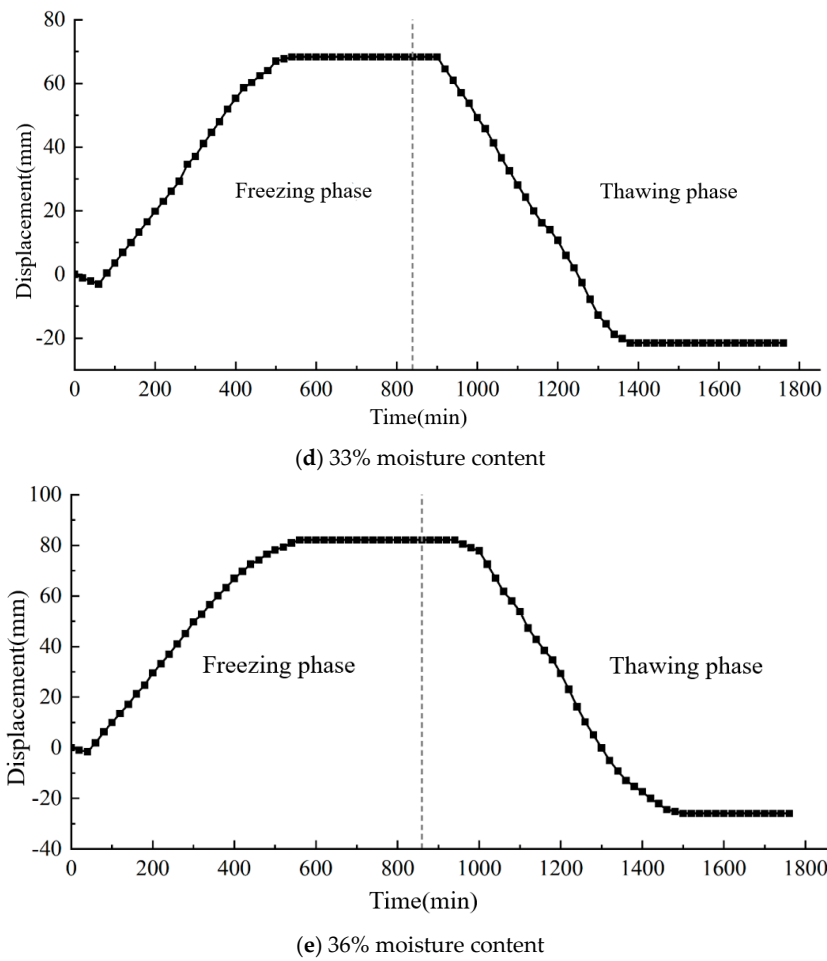 80
60
40
20
0
-20
Displacement(mm)
Freezing phase
Thawing phase
0 200 400 600 800 1000 1200 1400 1600 1800
Time(min)
(d) 33% moisture content
100
80
60
40
20
0
-20
-40
Displacement(mm)
Freezing phase
Thawing phase
0 200 400 600 800 1000 1200 1400 1600 1800
Time(min)
(e) 36% moisture content